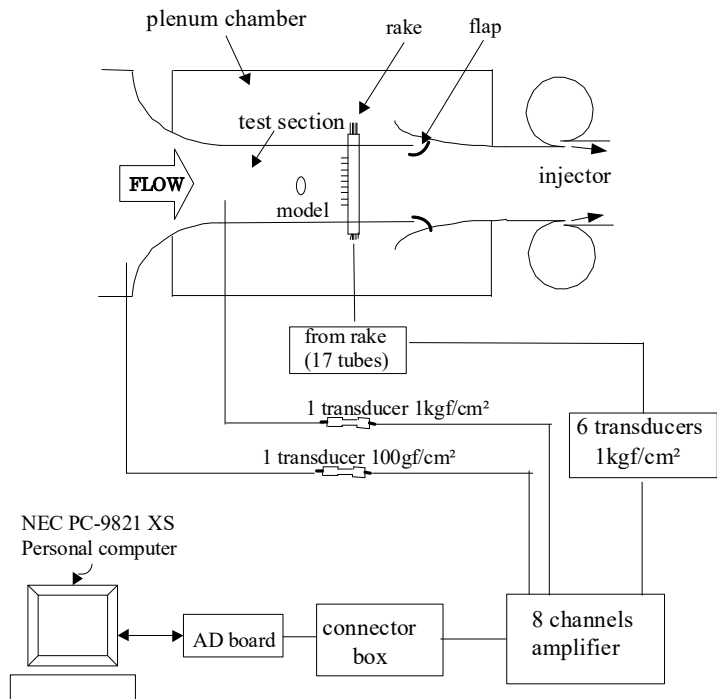 plenum chamber
rake
flap
test section
FLOW
model
injector
from rake
(17 tubes)
1 transducer 1kgf/cm²
6 transducers
1kgf/cm²
1 transducer 100gf/cm²
NEC PC-9821 XS
Personal computer
AD board
connector
box
8 channels
amplifier